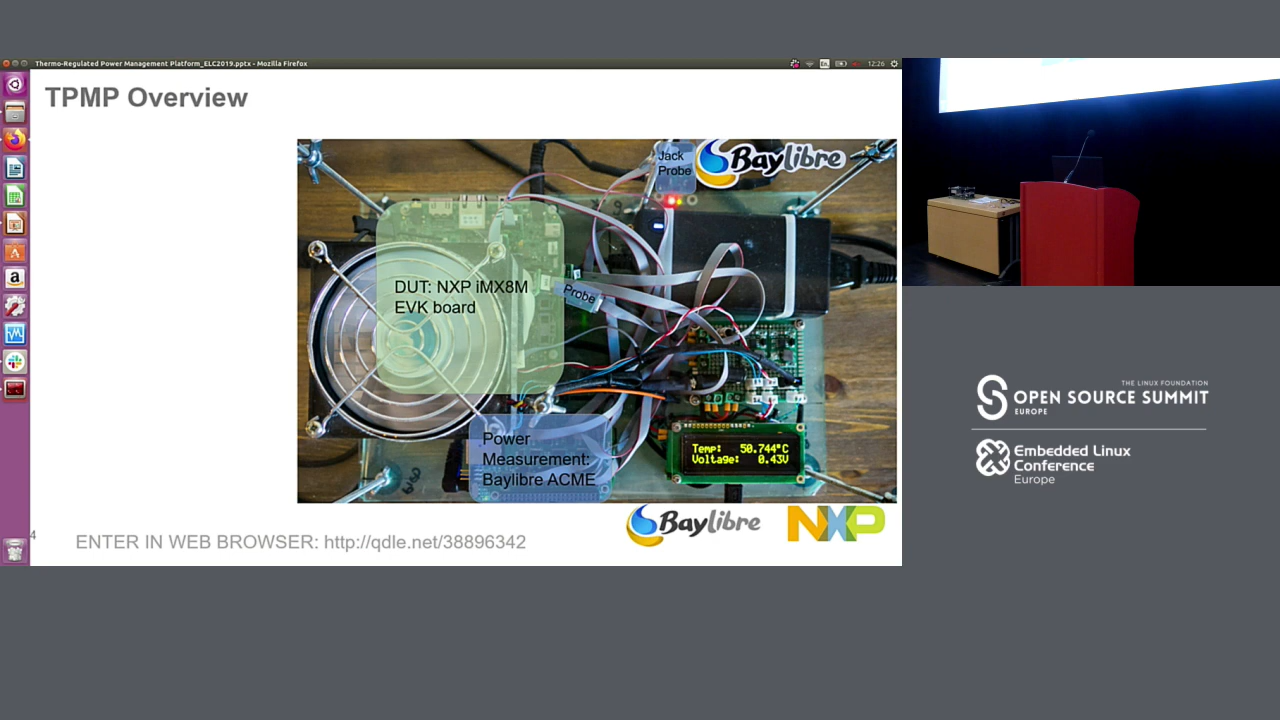 Thermo-Regulated Power Management Platform_ELC2019.pptx - Mozilla Firefox
En
12:26
TPMP Overview
Jack
Probe
Baylibre
DUT: NXP iMX8M
EVK board
Probe
Power
Measurement:
Baylibre ACME
Temp: 50.744°C
Voltage: 0.43V
Baylibre
NXP
4
ENTER IN WEB BROWSER: http://qdle.net/38896342
THE LINUX FOUNDATION
OPEN SOURCE SUMMIT
EUROPE
Embedded Linux
Conference
Europe